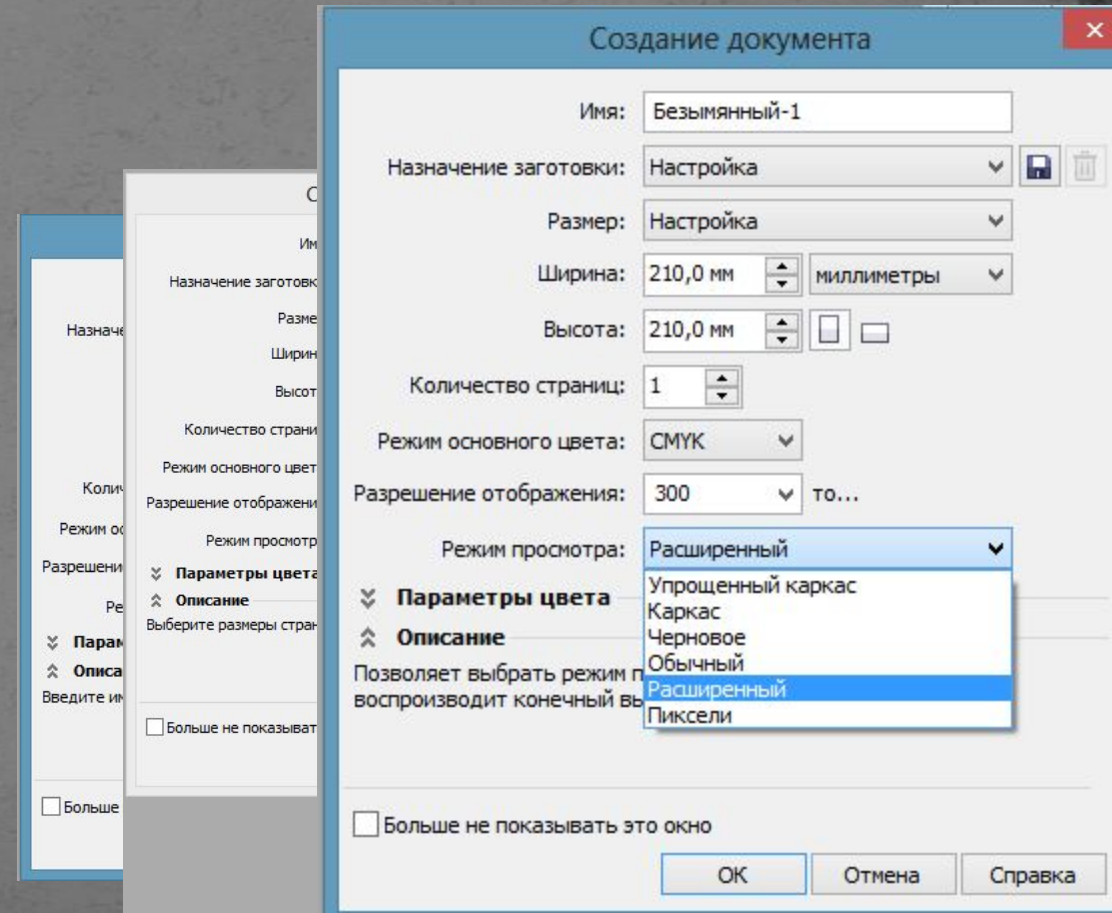 Создание документа
Имя: Безымянный-1
Назначение заготовки: Настройка
Размер: Настройка
Ширина: 210,0 мм миллиметры
Высота: 210,0 мм
Количество страниц: 1
Режим основного цвета: CMYK
Разрешение отображения: 300 то...
Режим просмотра: Расширенный
Упрощенный каркас
Каркас
Черновое
Обычный
Расширенный
Пиксели
Параметры цвета
Описание
Позволяет выбрать режим п
воспроизводит конечный вы
Больше не показывать это окно
ОК Отмена Справка
С
Им
Назначение заготовк
Разме
Ширин
Высот
Количество страни
Режим основного цвет
Разрешение отображени
Режим просмотр
Параметры цвета
Описание
Выберите размеры стран
Больше не показыват
Назначе
Колич
Режим ос
Разрешени
Ре
Парам
Описа
Введите им
Больше